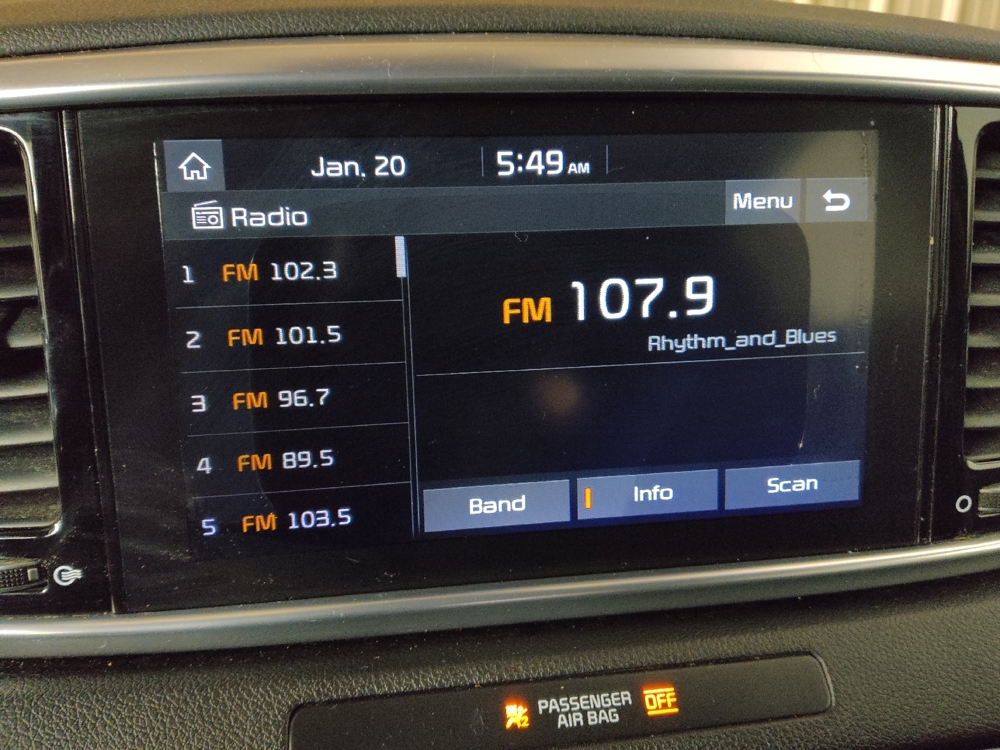 Jan. 20 5:49 AM
Radio Menu
1 FM 102.3
2 FM 101.5
3 FM 96.7
4 FM 89.5
5 FM 103.5
FM 107.9
Rhythm_and_Blues
Band Info Scan
PASSENGER
AIR BAG
OFF